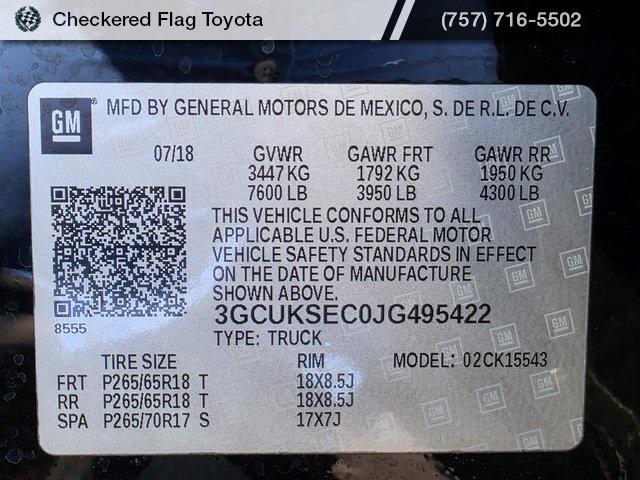 Checkered Flag Toyota
(757) 716-5502
GM
MFD BY GENERAL MOTORS DE MEXICO, S. DE R.L. DE C.V.
07/18 GVWR GAWR FRT GAWR RR
3447 KG 1792 KG 1950 KG
7600 LB 3950 LB 4300 LB
THIS VEHICLE CONFORMS TO ALL
APPLICABLE U.S. FEDERAL MOTOR
VEHICLE SAFETY STANDARDS IN EFFECT
ON THE DATE OF MANUFACTURE
SHOWN ABOVE.
8555
3GCUKSEC0JG495422
TYPE: TRUCK
TIRE SIZE RIM MODEL: 02CK15543
FRT P265/65R18 T 18X8.5J
RR P265/65R18 T 18X8.5J
SPA P265/70R17 S 17X7J